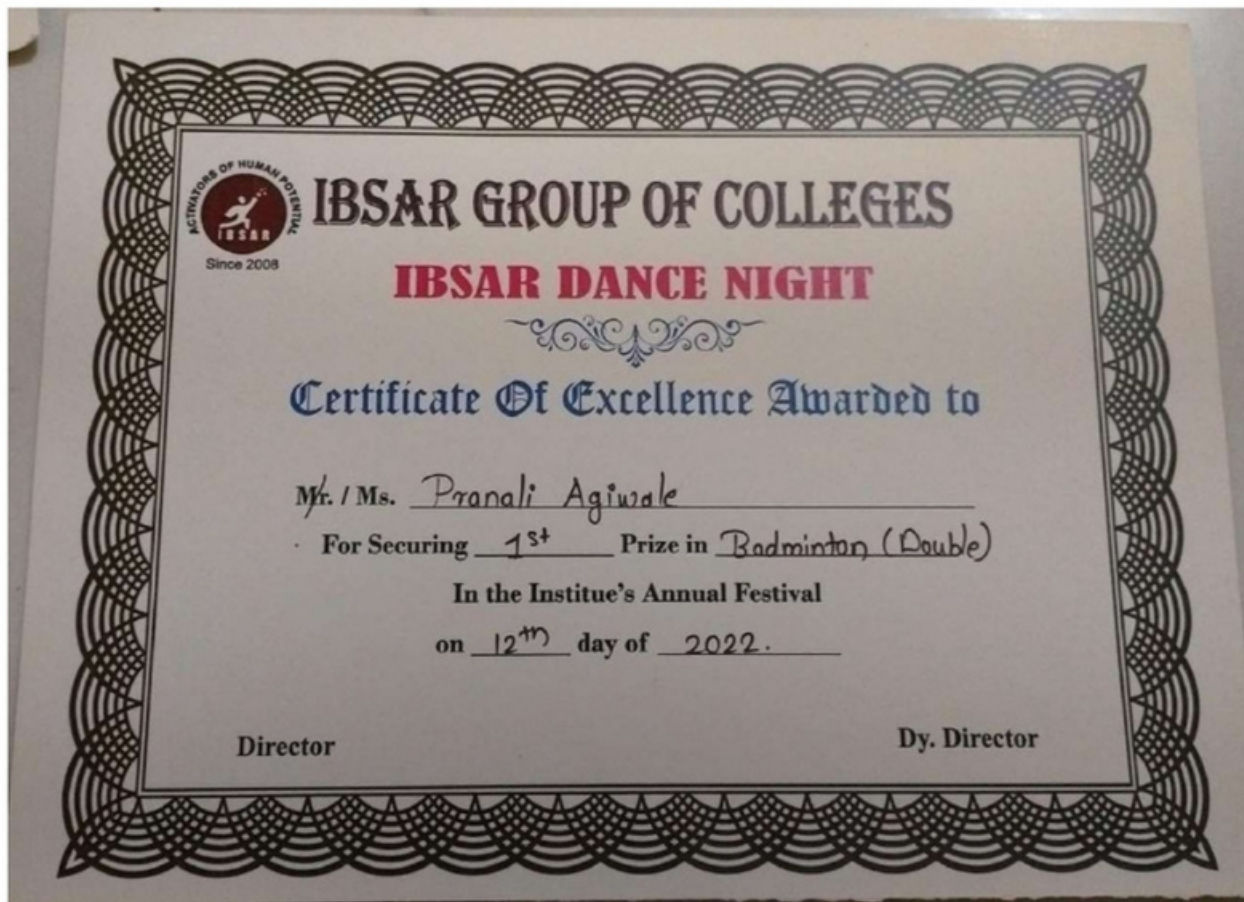 ACTIVATORS OF HUMAN POTENTIAL
IBSAR
Since 2008
IBSAR GROUP OF COLLEGES
IBSAR DANCE NIGHT
Certificate Of Excellence Awarded to
Mr. / Ms. Pranali Agiwale
For Securing 1st Prize in Badminton (Double)
In the Institue's Annual Festival
on 12th day of 2022.
Director
Dy. Director